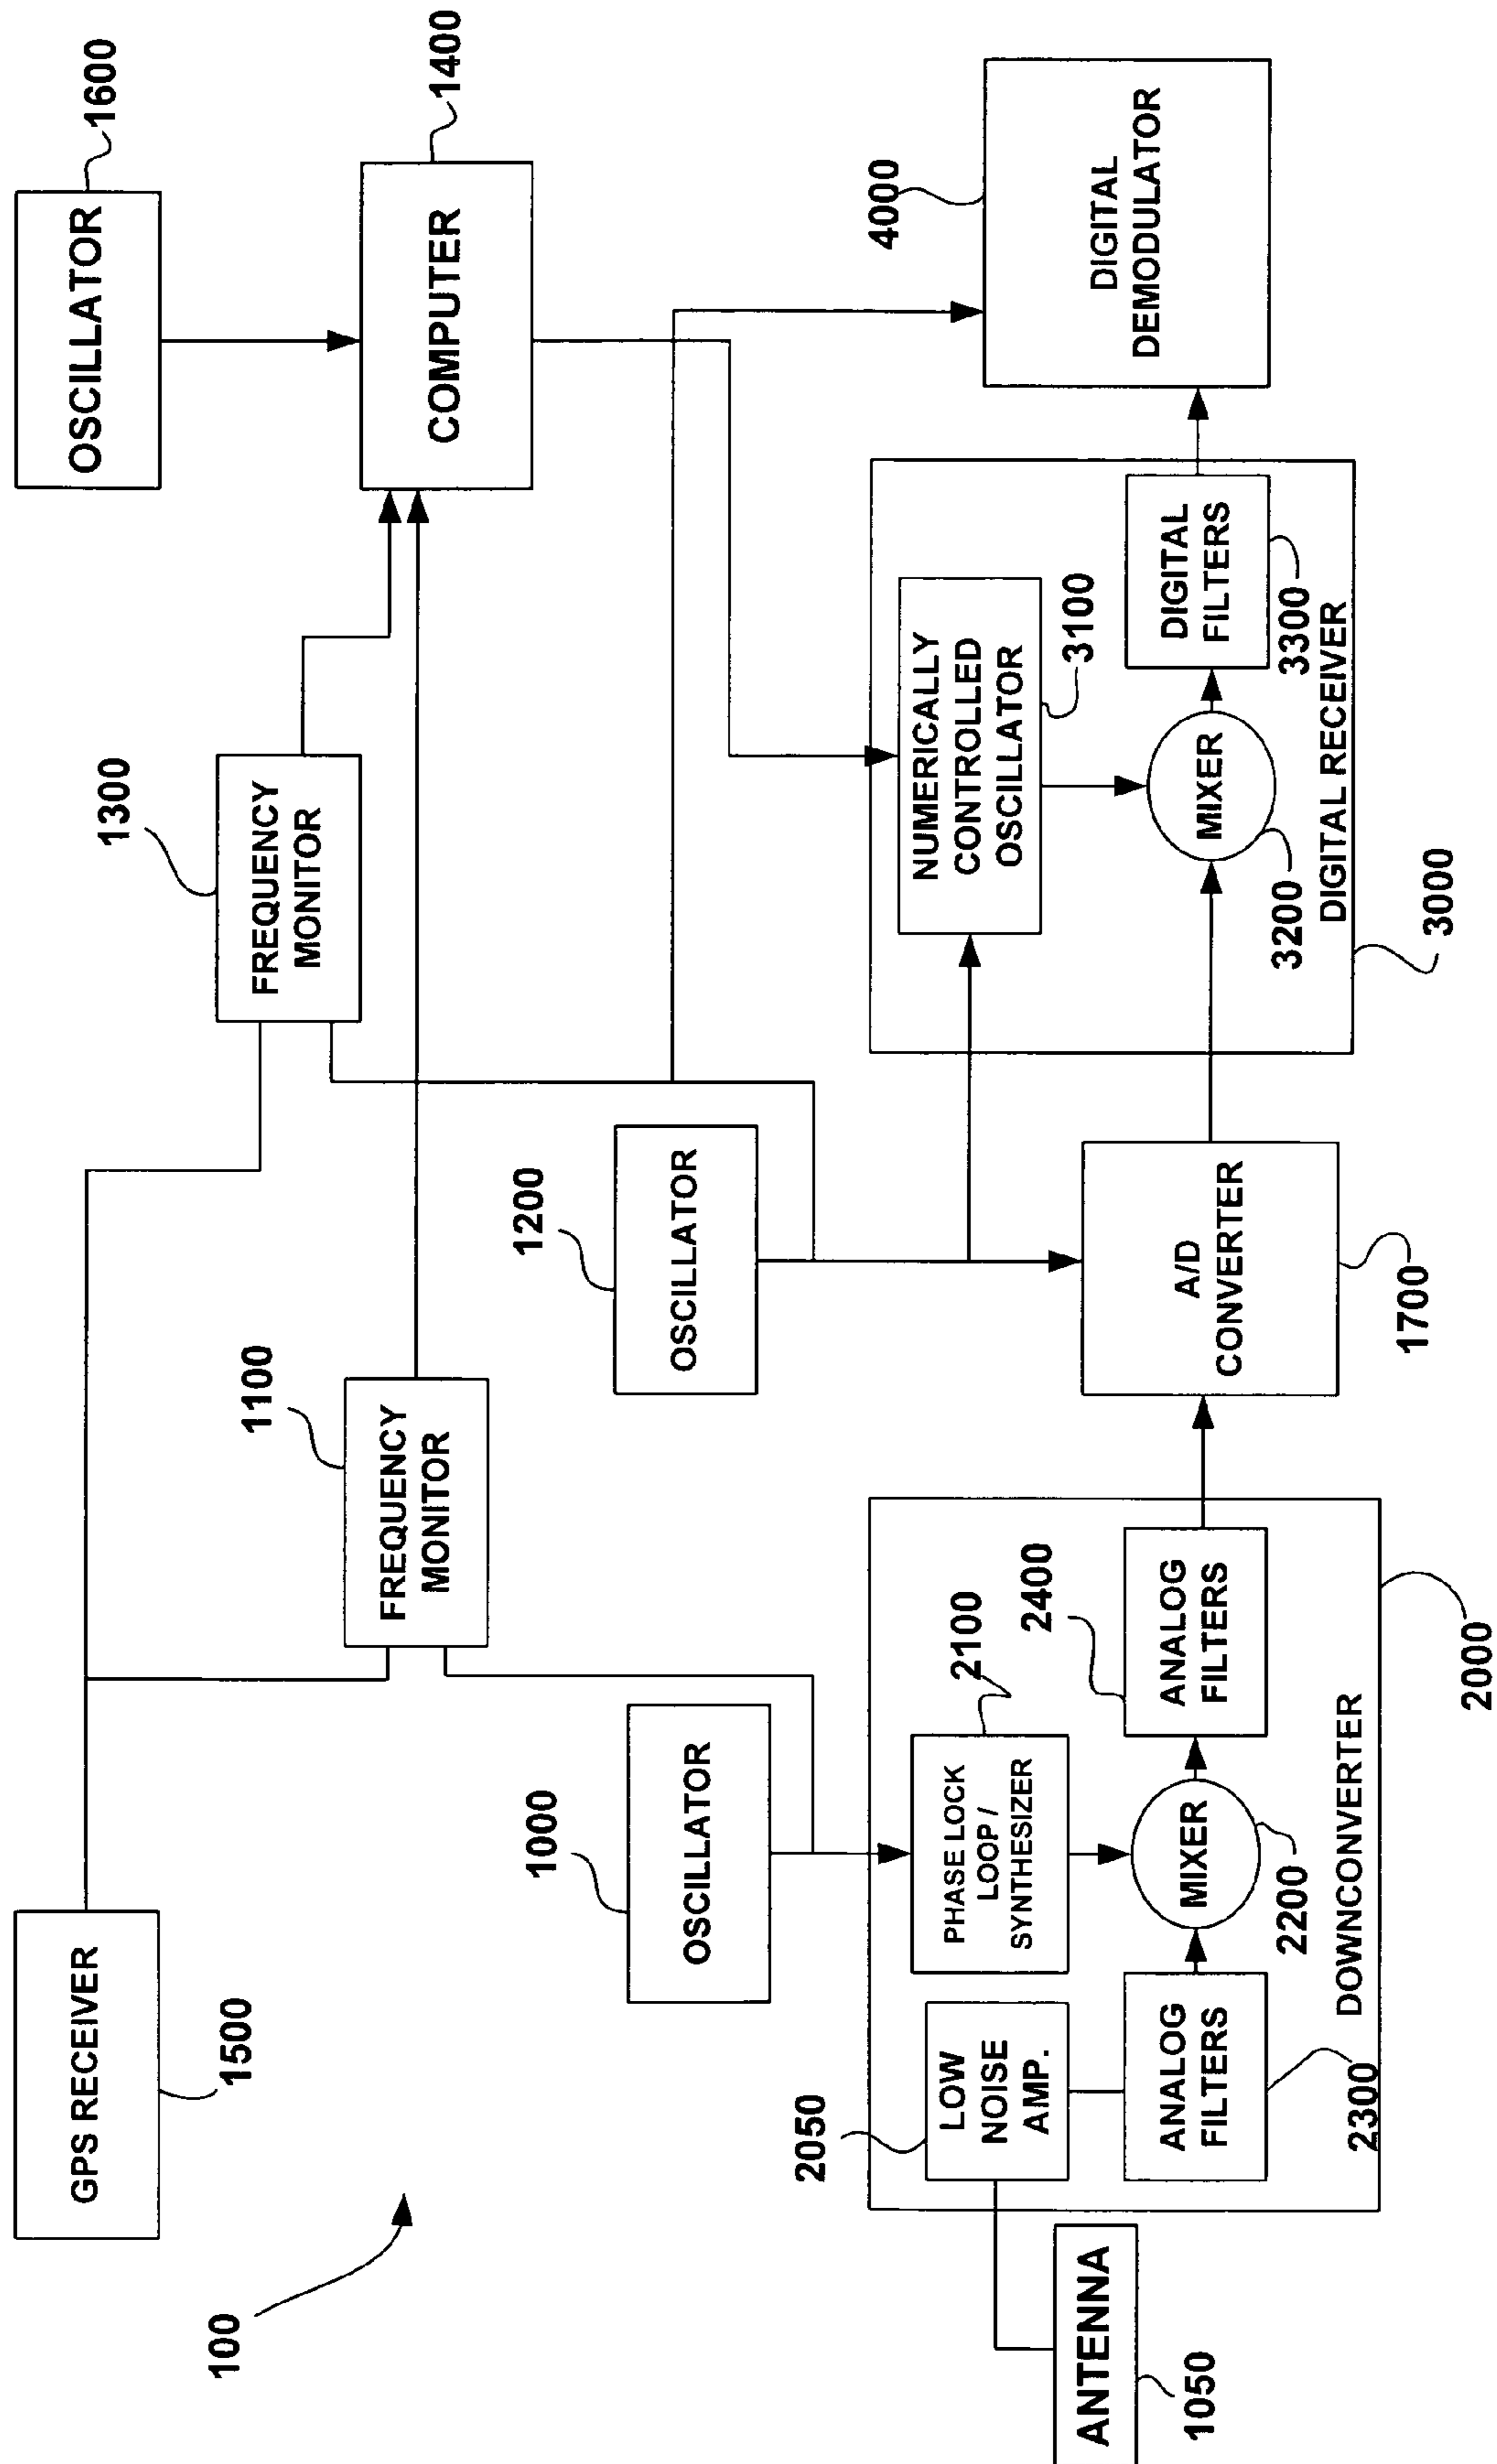 100
GPS RECEIVER
1500
FREQUENCY
MONITOR
1100
FREQUENCY
MONITOR
1300
OSCILLATOR
1600
COMPUTER
1400
OSCILLATOR
1000
OSCILLATOR
1200
ANTENNA
1050
2050
LOW
NOISE
AMP.
PHASE LOCK
LOOP /
SYNTHESIZER
2100
ANALOG
FILTERS
2300
MIXER
2200
ANALOG
FILTERS
2400
DOWNCONVERTER
2000
A/D
CONVERTER
1700
NUMERICALLY
CONTROLLED
OSCILLATOR
3100
MIXER
3200
DIGITAL
FILTERS
3300
DIGITAL RECEIVER
3000
DIGITAL
DEMODULATOR
4000